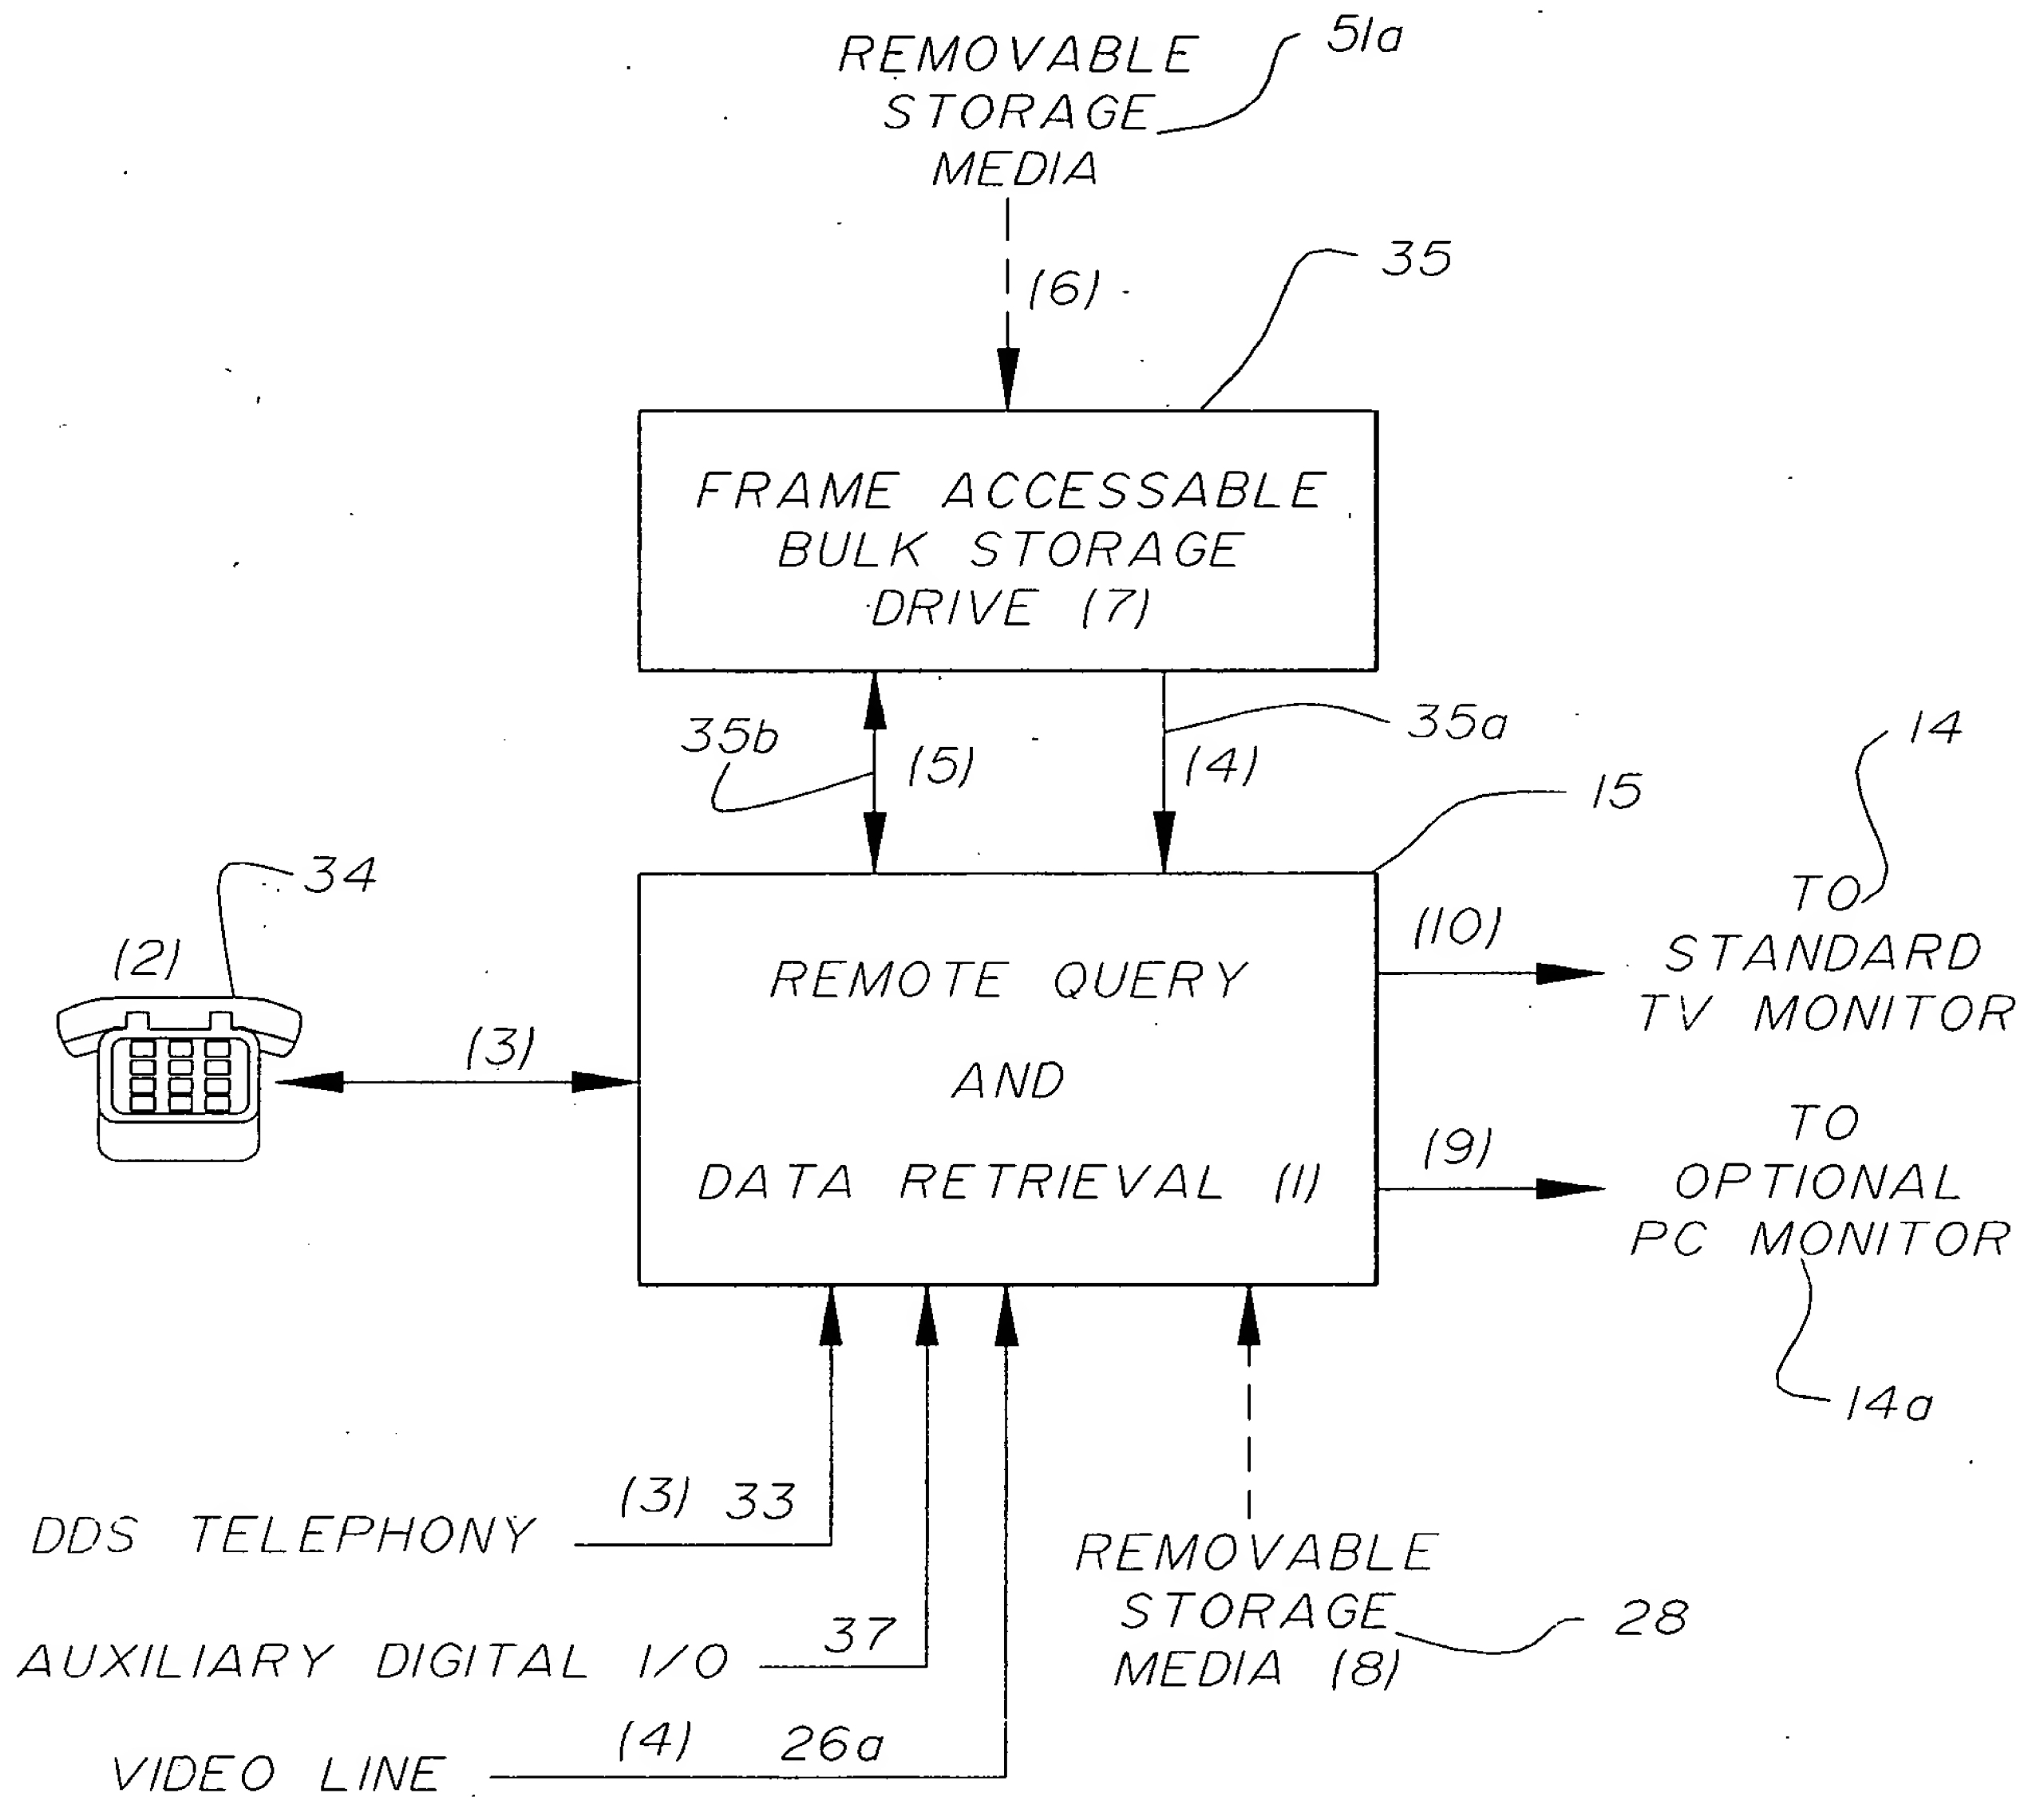 REMOVABLE
STORAGE
MEDIA
51a
(6)
35
FRAME ACCESSABLE
BULK STORAGE
DRIVE (7)
35b
(5)
(4)
35a
14
15
34
(2)
(3)
REMOTE QUERY
AND
DATA RETRIEVAL (1)
(10)
TO
STANDARD
TV MONITOR
(9)
TO
OPTIONAL
PC MONITOR
14a
DDS TELEPHONY
(3) 33
AUXILIARY DIGITAL I/O
37
VIDEO LINE
(4) 26a
REMOVABLE
STORAGE
MEDIA (8)
28